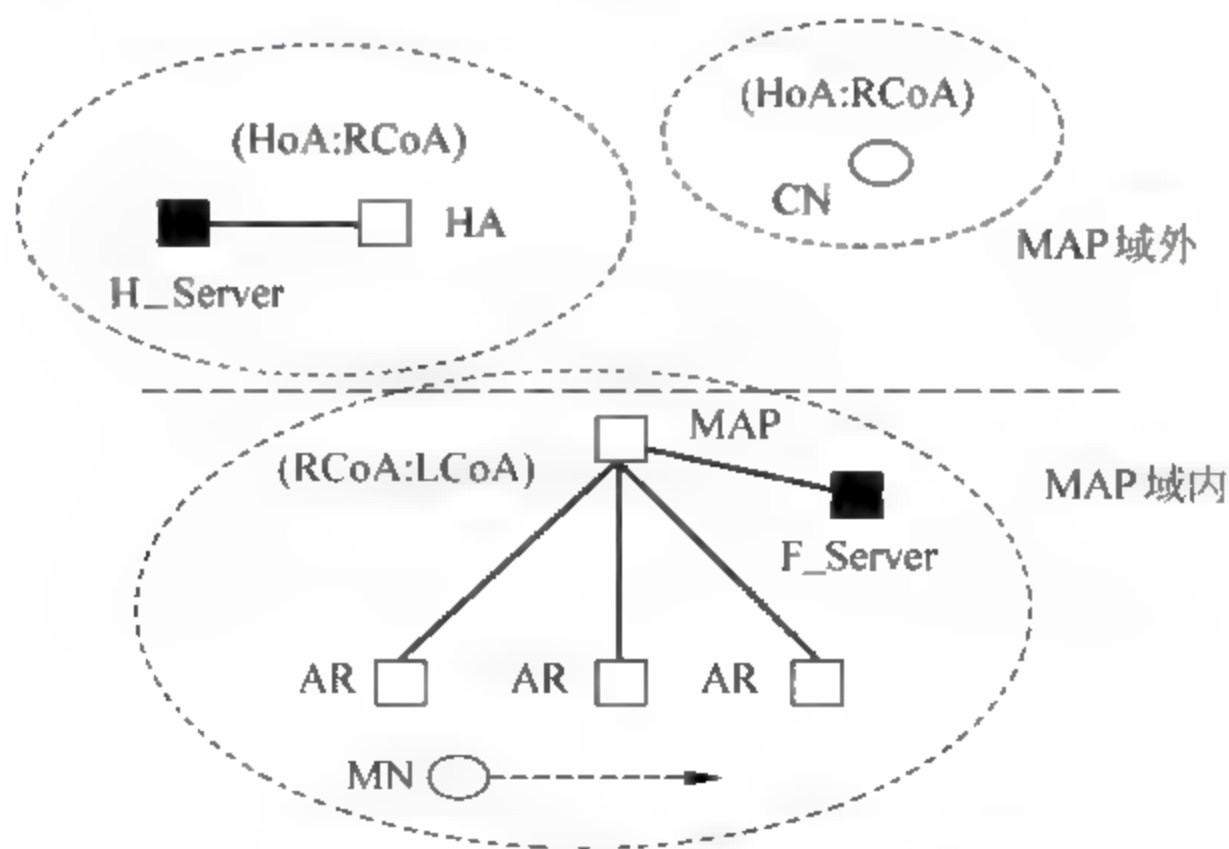 (HoA:RCoA)
HA
H_Server
(HoA:RCoA)
CN
MAP域外
MAP
(RCoA:LCoA)
MAP域内
F_Server
AR
AR
AR
MN